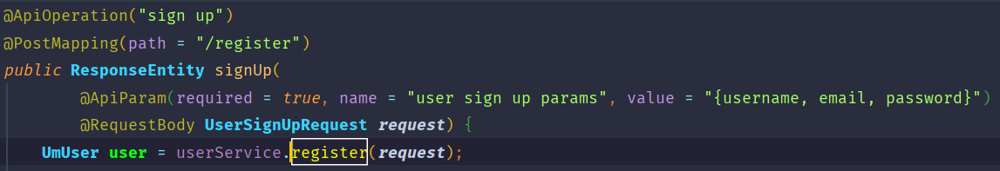 @ApiOperation("sign up")
@PostMapping(path = "/register")
public ResponseEntity signUp(
@ApiParam(required = true, name = "user sign up params", value = "{username, email, password}")
@RequestBody UserSignUpRequest request) {
UmUser user = userService.register(request);